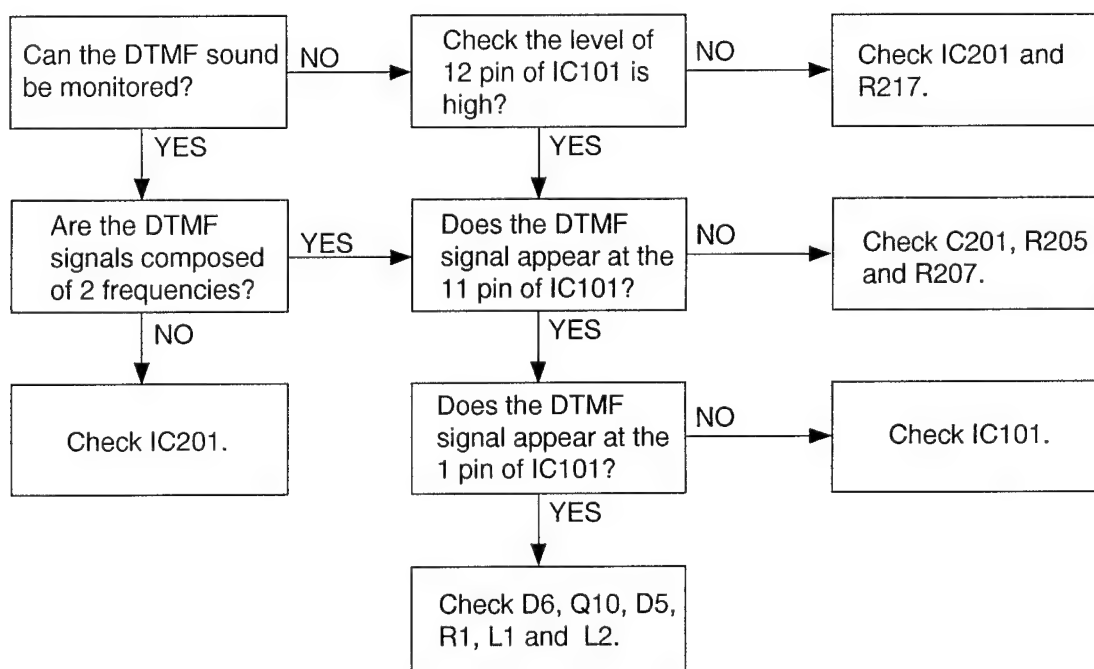 Can the DTMF sound
be monitored?
NO
Check the level of
12 pin of IC101 is
high?
NO
Check IC201 and
R217.
YES
YES
Are the DTMF
signals composed
of 2 frequencies?
YES
Does the DTMF
signal appear at the
11 pin of IC101?
NO
Check C201, R205
and R207.
NO
YES
Check IC201.
Does the DTMF
signal appear at the
1 pin of IC101?
NO
Check IC101.
YES
Check D6, Q10, D5,
R1, L1 and L2.